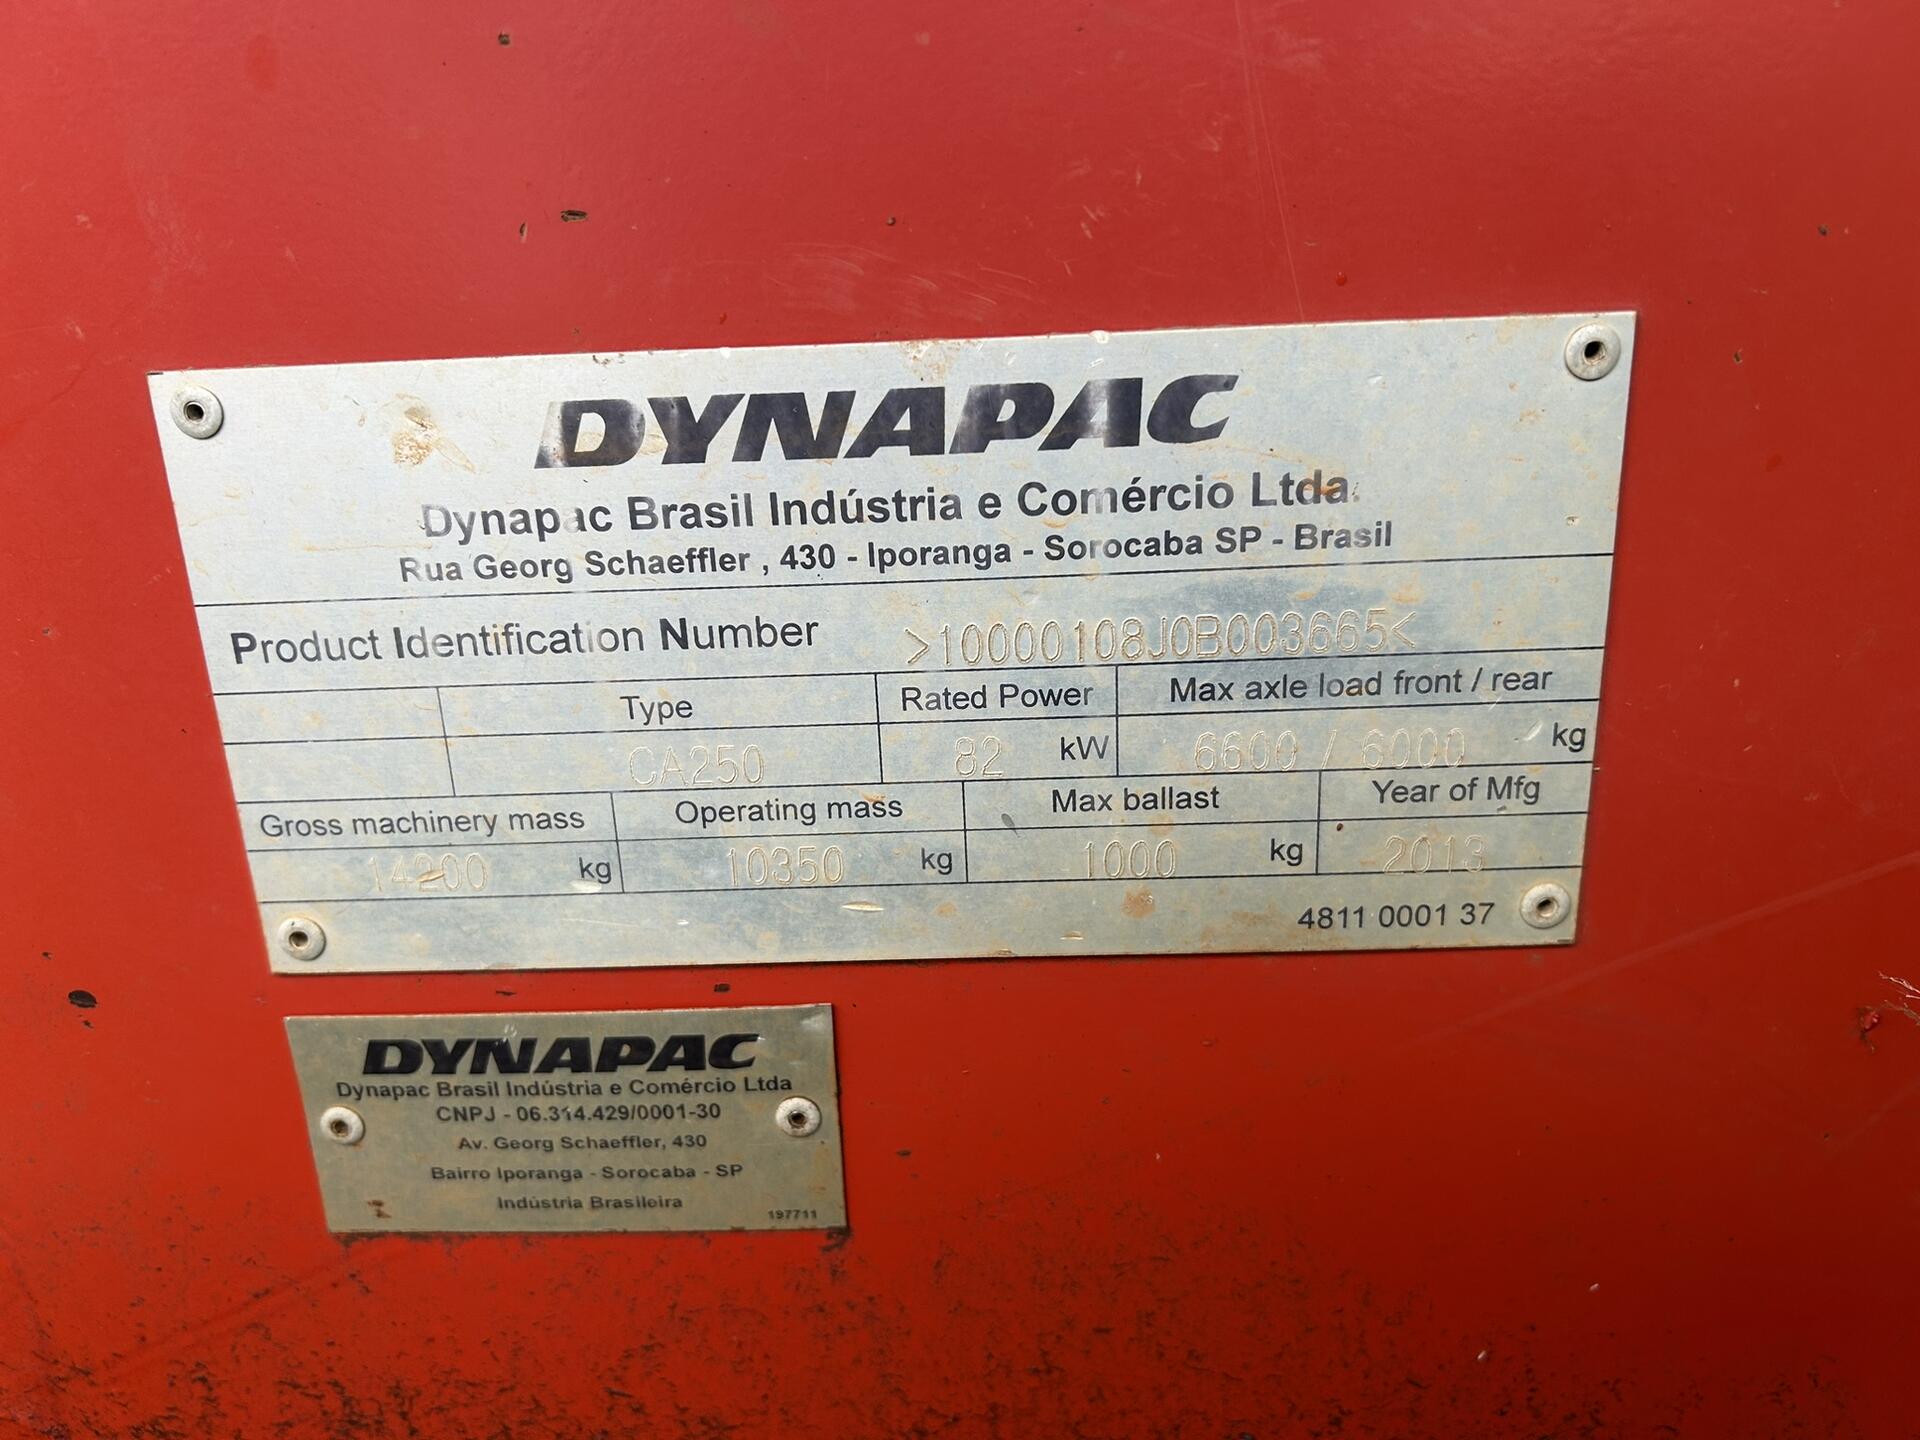 DYNAPAC
Dynapac Brasil Indústria e Comércio Ltda.
Rua Georg Schaeffler , 430 - Iporanga - Sorocaba SP - Brasil
Product Identification Number >10000108J0B003665<
Type Rated Power Max axle load front / rear
CA250 82 kW 6600 / 6000 kg
Gross machinery mass Operating mass Max ballast Year of Mfg
14200 kg 10350 kg 1000 kg 2013
4811 0001 37
DYNAPAC
Dynapac Brasil Indústria e Comércio Ltda
CNPJ - 06.314.429/0001-30
Av. Georg Schaeffler, 430
Bairro Iporanga - Sorocaba - SP
Indústria Brasileira
197711